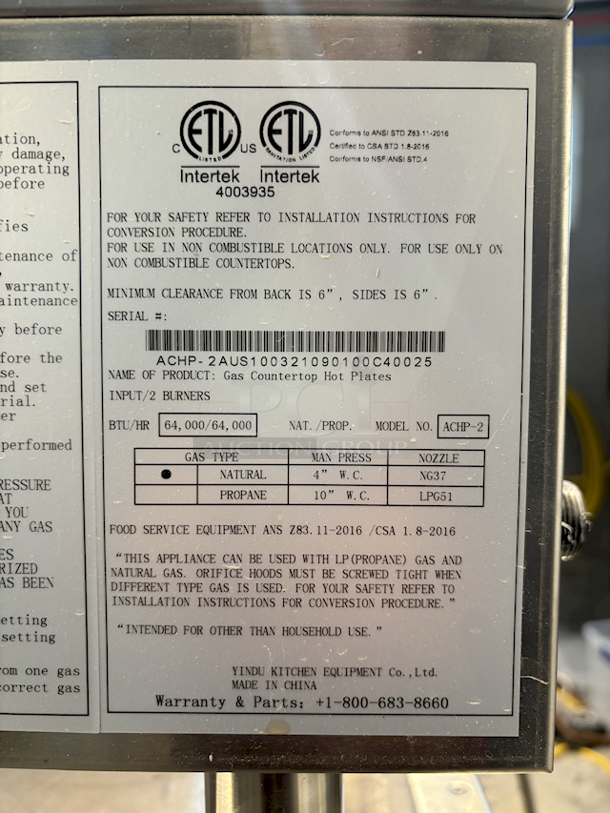 ation,
damage,
operating
before
fies
tenance of
warranty.
aintenance
y before
fore the
se.
nd set
rial.
er
performed
RESSURE
AT
YOU
ANY GAS
ES
RIZED
AS BEEN
etting
setting
om one gas
correct gas
C ETL US ETL
LISTED SANITATION LISTED
Intertek Intertek
4003935
Conforms to ANSI STD Z83.11-2016
Certified to CSA STD 1.8-2016
Conforms to NSF/ANSI STD.4
FOR YOUR SAFETY REFER TO INSTALLATION INSTRUCTIONS FOR
CONVERSION PROCEDURE.
FOR USE IN NON COMBUSTIBLE LOCATIONS ONLY. FOR USE ONLY ON
NON COMBUSTIBLE COUNTERTOPS.
MINIMUM CLEARANCE FROM BACK IS 6", SIDES IS 6".
SERIAL #:
ACHP-2AUS100321090100C40025
NAME OF PRODUCT: Gas Countertop Hot Plates
INPUT/2 BURNERS
BTU/HR 64,000/64,000 NAT./PROP. MODEL NO. ACHP-2
AUCTION GROUP
GAS TYPE MAN PRESS NOZZLE
● NATURAL 4" W.C. NG37
PROPANE 10" W.C. LPG51
FOOD SERVICE EQUIPMENT ANS Z83.11-2016 /CSA 1.8-2016
"THIS APPLIANCE CAN BE USED WITH LP(PROPANE) GAS AND
NATURAL GAS. ORIFICE HOODS MUST BE SCREWED TIGHT WHEN
DIFFERENT TYPE GAS IS USED. FOR YOUR SAFETY REFER TO
INSTALLATION INSTRUCTIONS FOR CONVERSION PROCEDURE."
"INTENDED FOR OTHER THAN HOUSEHOLD USE."
YINDU KITCHEN EQUIPMENT Co.,Ltd.
MADE IN CHINA
Warranty & Parts: +1-800-683-8660